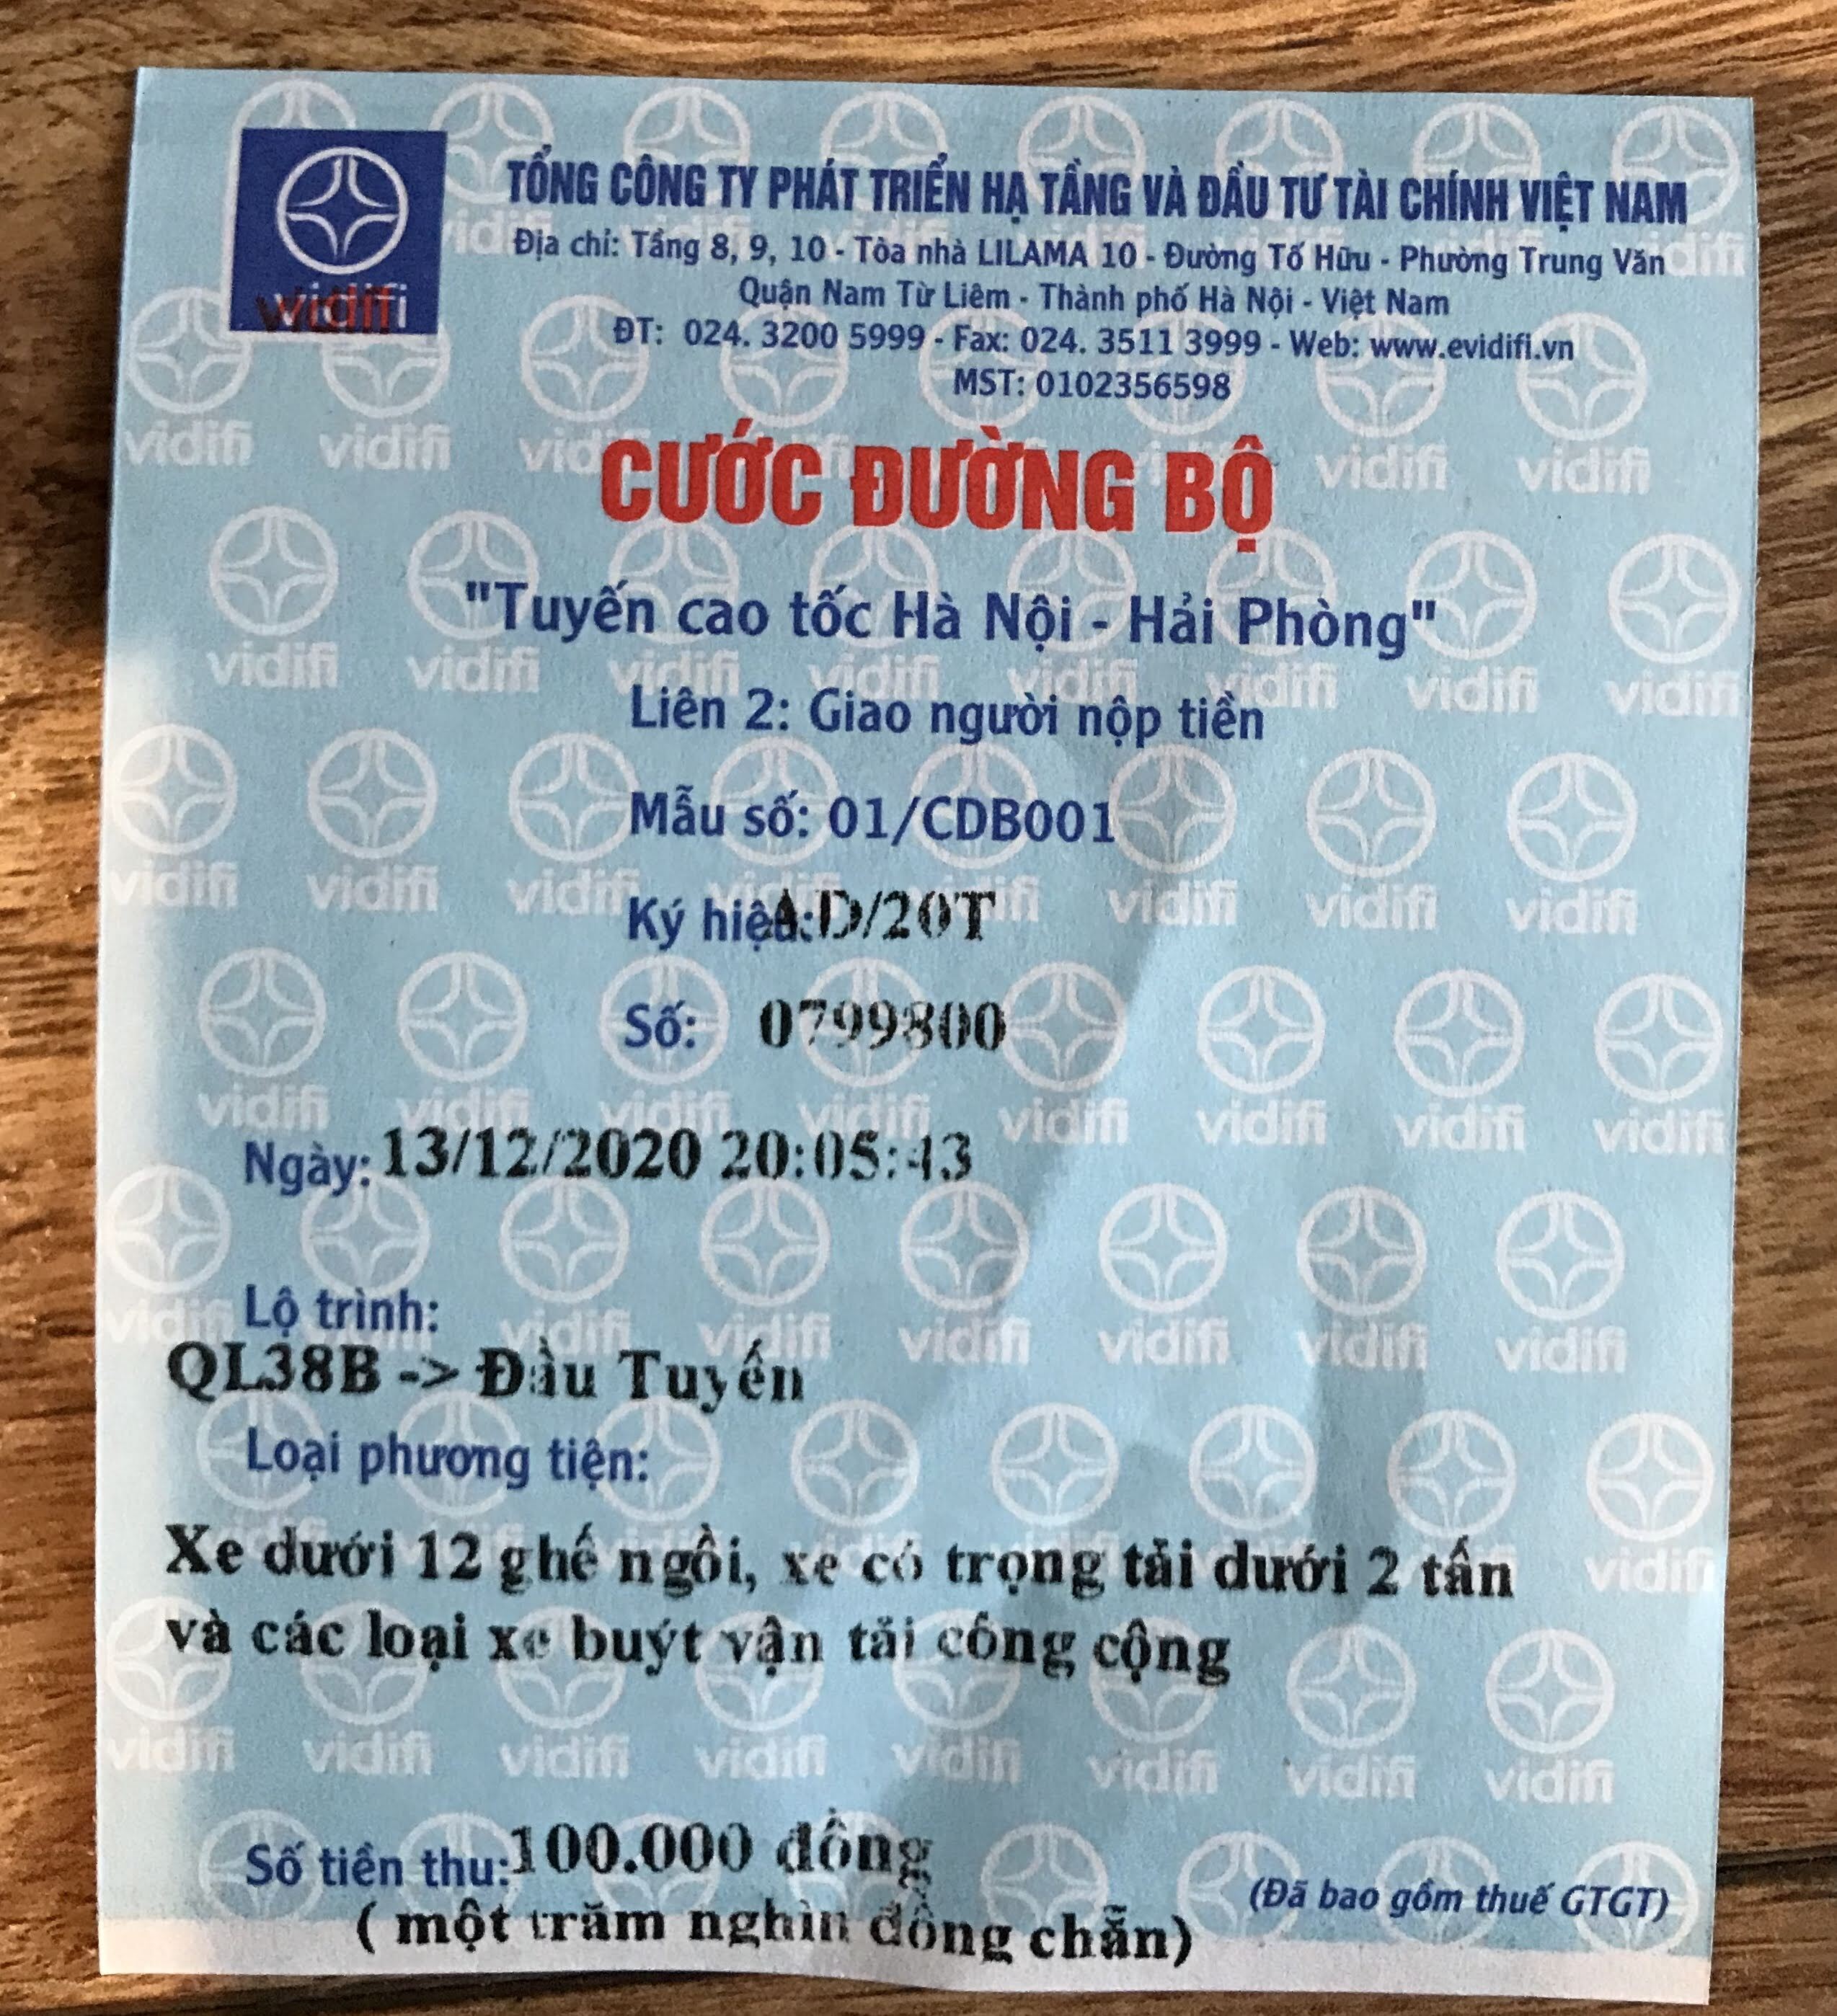 vidifi
TỔNG CÔNG TY PHÁT TRIỂN HẠ TẦNG VÀ ĐẦU TƯ TÀI CHÍNH VIỆT NAM
Địa chỉ: Tầng 8, 9, 10 - Tòa nhà LILAMA 10 - Đường Tố Hữu - Phường Trung Văn
Quận Nam Từ Liêm - Thành phố Hà Nội - Việt Nam
ĐT: 024. 3200 5999 - Fax: 024. 3511 3999 - Web: www.evidifi.vn
MST: 0102356598
CƯỚC ĐƯỜNG BỘ
"Tuyến cao tốc Hà Nội - Hải Phòng"
Liên 2: Giao người nộp tiền
Mẫu số: 01/CDB001
Ký hiệu: AD/20T
Số: 0799800
Ngày: 13/12/2020 20:05:43
Lộ trình:
QL38B -> Đầu Tuyến
Loại phương tiện:
Xe dưới 12 ghế ngồi, xe có trọng tải dưới 2 tấn
và các loại xe buýt vận tải công cộng
Số tiền thu: 100.000 đồng
(Đã bao gồm thuế GTGT)
( một trăm nghìn đồng chẵn)